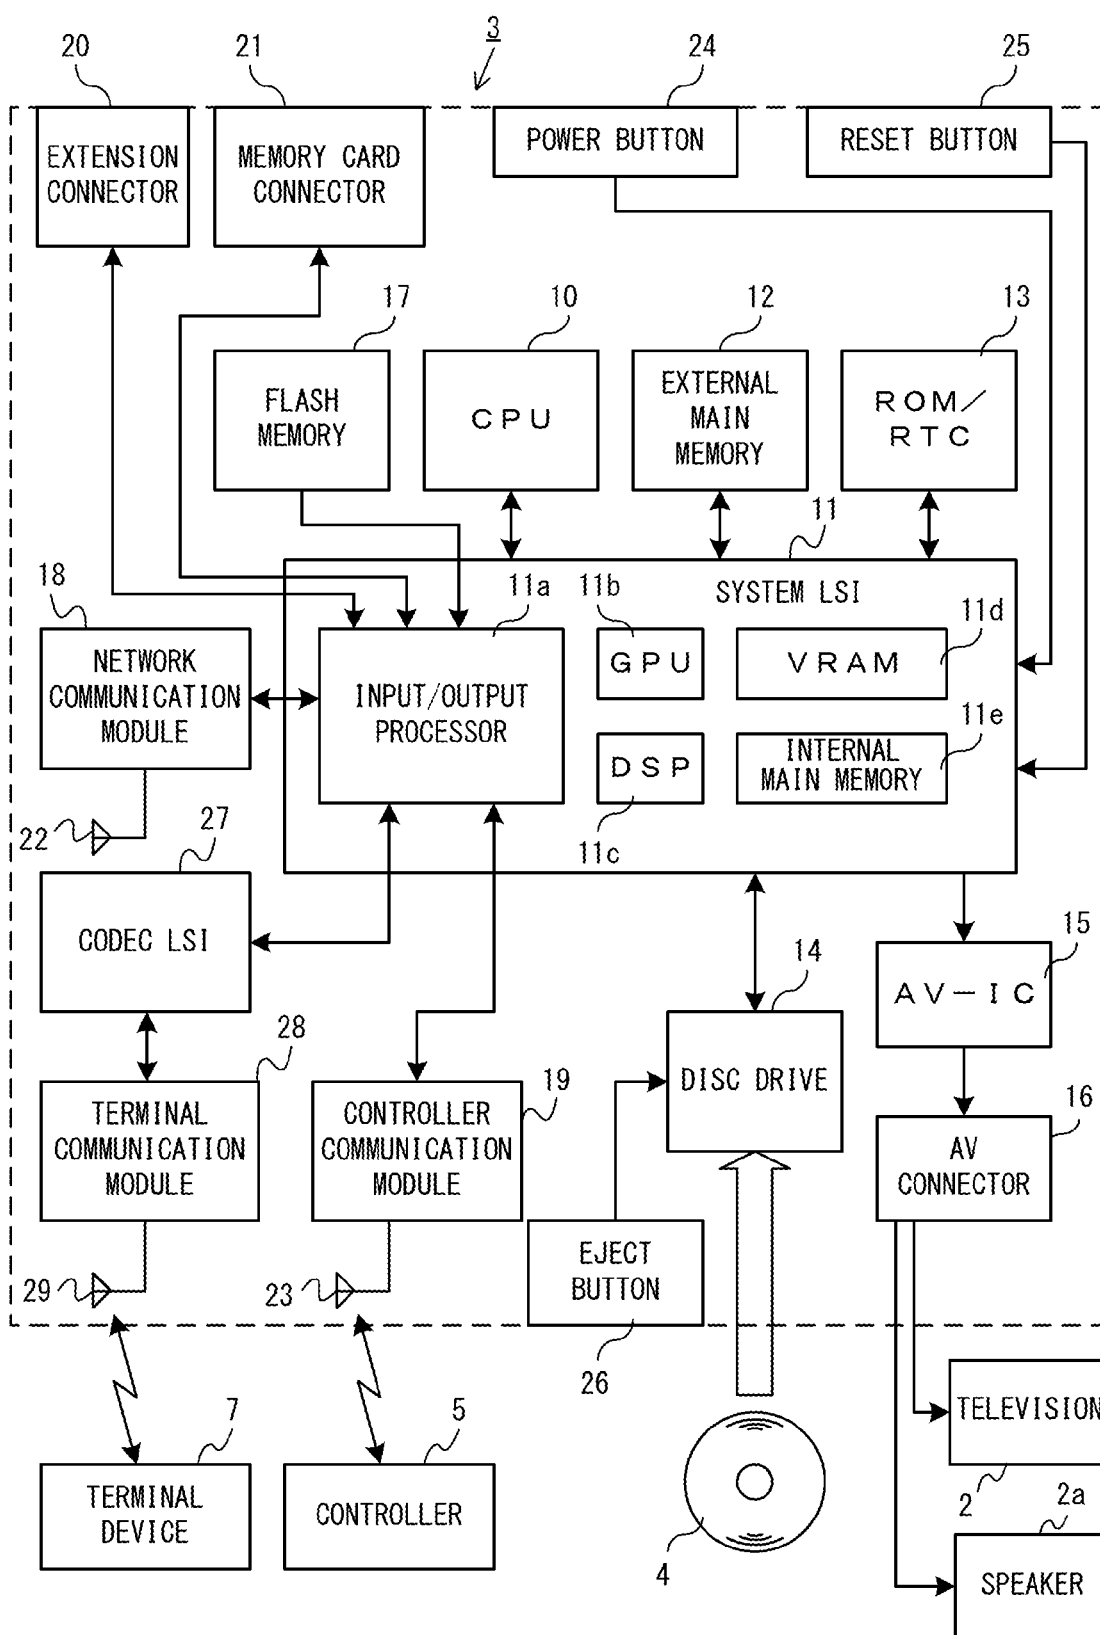 3
20
21
24
25
EXTENSION
CONNECTOR
MEMORY CARD
CONNECTOR
POWER BUTTON
RESET BUTTON
17
10
12
13
FLASH
MEMORY
CPU
EXTERNAL
MAIN
MEMORY
ROM/
RTC
11
SYSTEM LSI
18
11a
11b
11d
NETWORK
COMMUNICATION
MODULE
INPUT/OUTPUT
PROCESSOR
GPU
VRAM
11e
DSP
INTERNAL
MAIN MEMORY
22
27
11c
CODEC LSI
14
15
AV-IC
28
19
DISC DRIVE
16
TERMINAL
COMMUNICATION
MODULE
CONTROLLER
COMMUNICATION
MODULE
AV
CONNECTOR
29
23
EJECT
BUTTON
26
7
5
TELEVISION
2
TERMINAL
DEVICE
CONTROLLER
4
2a
SPEAKER